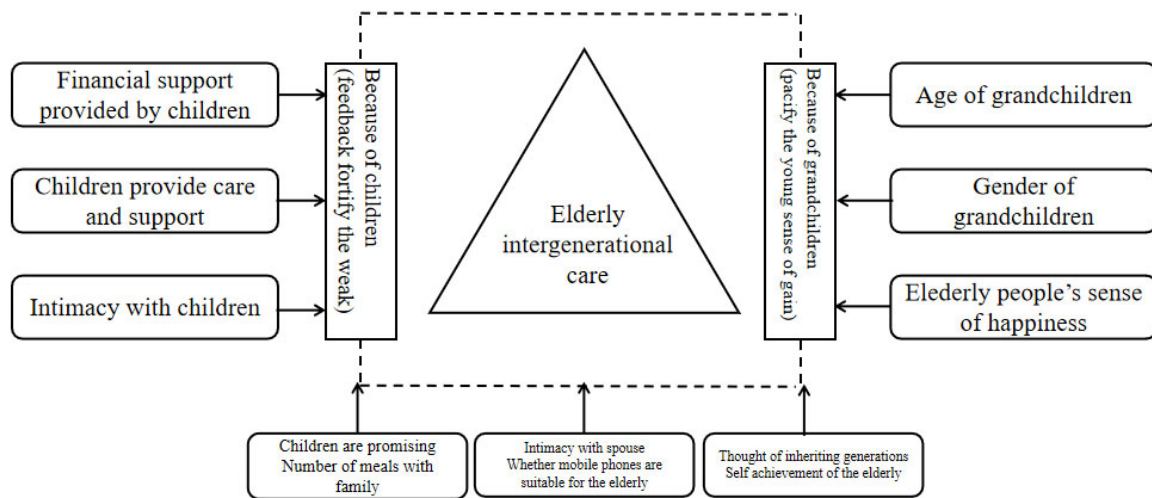 Financial support
provided by children
Children provide care
and support
Intimacy with children
Because of children
(feedback fortify the weak)
Elderly
intergenerational
care
Because of grandchildren
(pacify the young sense of gain)
Age of grandchildren
Gender of
grandchildren
Elederly people’s sense
of happiness
Children are promising
Number of meals with
family
Intimacy with spouse
Whether mobile phones are
suitable for the elderly
Thought of inheriting generations
Self achievement of the elderly